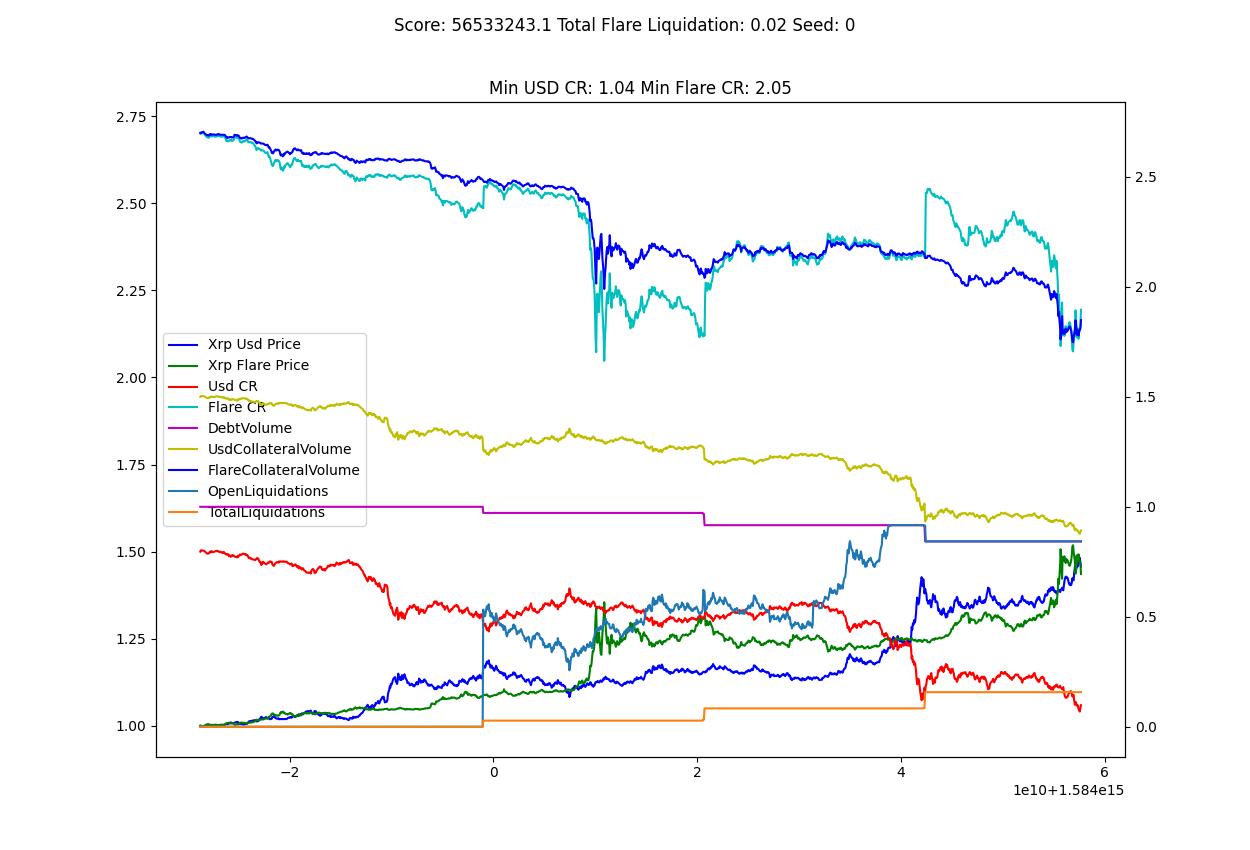 Score: 56533243.1 Total Flare Liquidation: 0.02 Seed: 0
Min USD CR: 1.04 Min Flare CR: 2.05
2.75
2.50
2.25
2.00
1.75
1.50
1.25
1.00
Xrp Usd Price
Xrp Flare Price
Usd CR
Flare CR
DebtVolume
UsdCollateralVolume
FlareCollateralVolume
OpenLiquidations
TotalLiquidations
2.5
2.0
1.5
1.0
0.5
0.0
−2 0 2 4 6
1e10+1.584e15